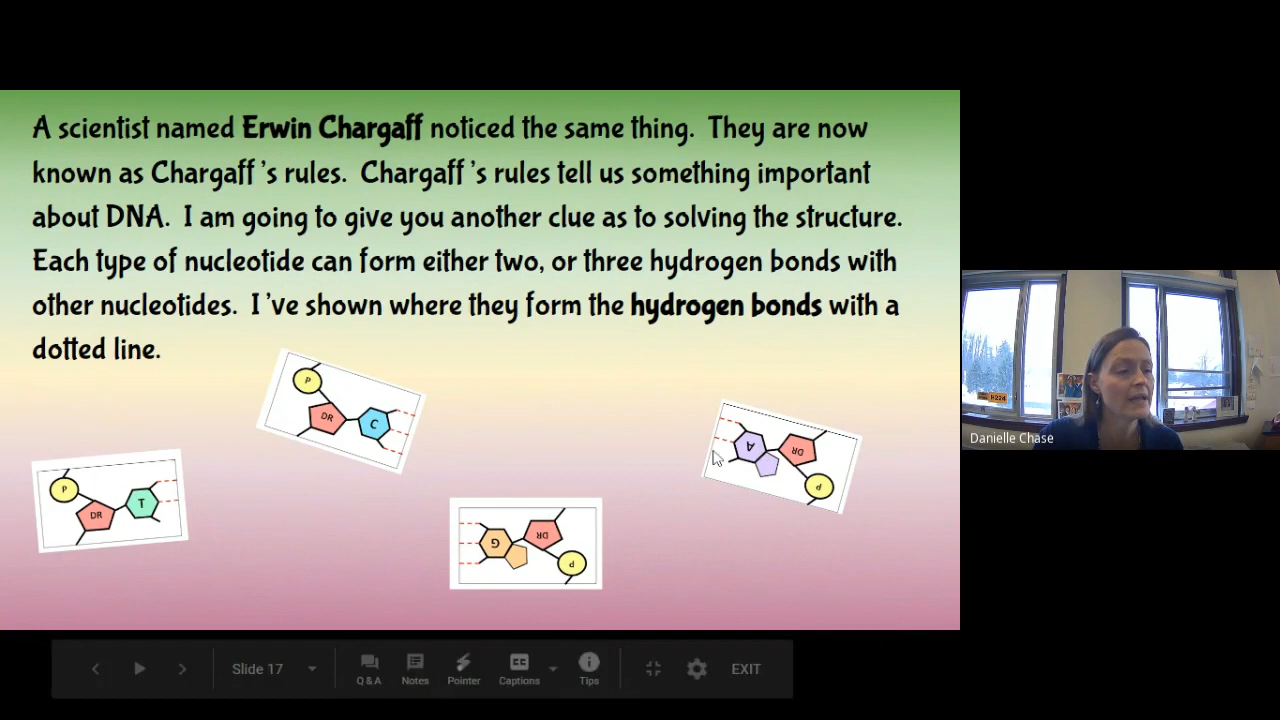 A scientist named Erwin Chargaff noticed the same thing. They are now
known as Chargaff's rules. Chargaff's rules tell us something important
about DNA. I am going to give you another clue as to solving the structure.
Each type of nucleotide can form either two, or three hydrogen bonds with
other nucleotides. I've shown where they form the hydrogen bonds with a
dotted line.
P
DR
C
P
DR
T
G
DR
P
A
DR
P
H224
Danielle Chase
Slide 17
Q & A
Notes
Pointer
CC
Captions
Tips
EXIT